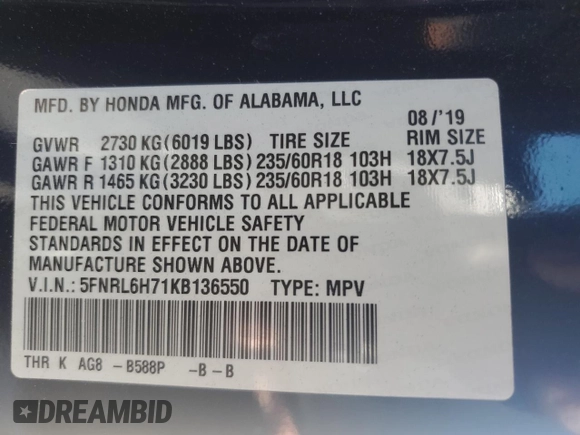 MFD. BY HONDA MFG. OF ALABAMA, LLC
08/'19
GVWR 2730 KG (6019 LBS) TIRE SIZE RIM SIZE
GAWR F 1310 KG (2888 LBS) 235/60R18 103H 18X7.5J
GAWR R 1465 KG (3230 LBS) 235/60R18 103H 18X7.5J
THIS VEHICLE CONFORMS TO ALL APPLICABLE
FEDERAL MOTOR VEHICLE SAFETY
STANDARDS IN EFFECT ON THE DATE OF
MANUFACTURE SHOWN ABOVE.
V.I.N.: 5FNRL6H71KB136550 TYPE: MPV
THR K AG8 -B588P -B-B
DREAMBID